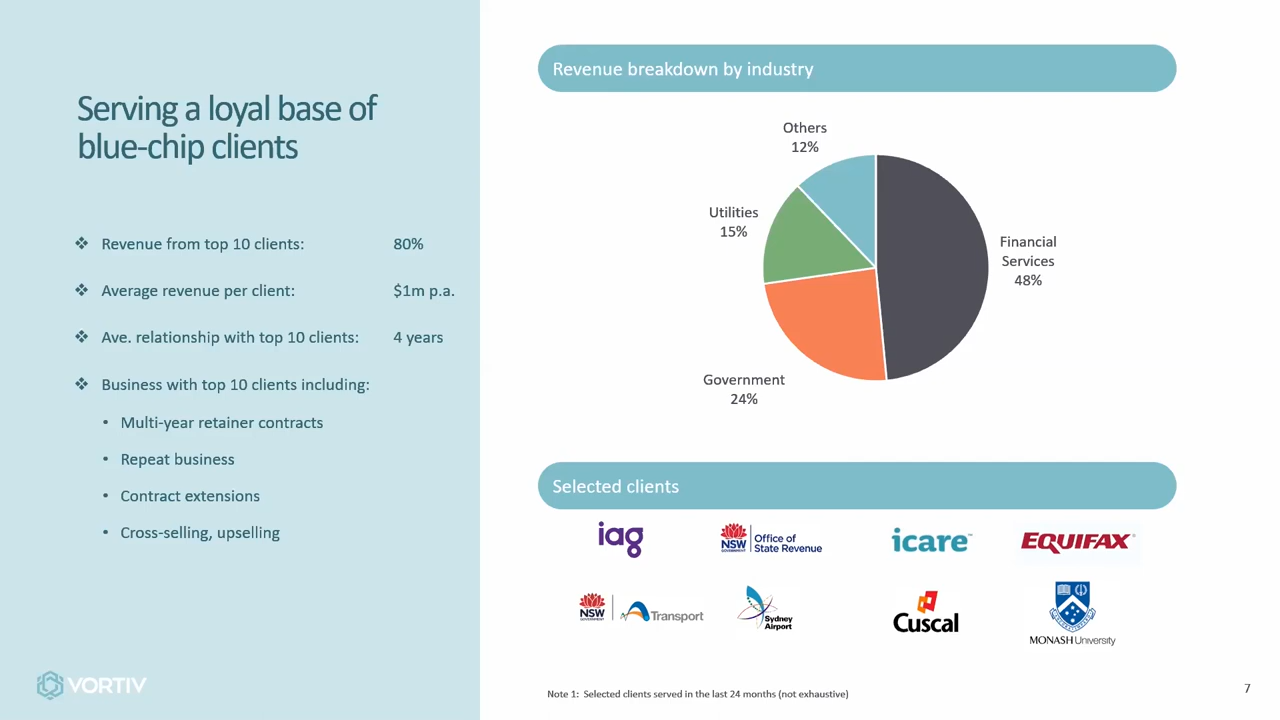 Serving a loyal base of
blue-chip clients
❖ Revenue from top 10 clients: 80%
❖ Average revenue per client: $1m p.a.
❖ Ave. relationship with top 10 clients: 4 years
❖ Business with top 10 clients including:
• Multi-year retainer contracts
• Repeat business
• Contract extensions
• Cross-selling, upselling
VORTIV
Revenue breakdown by industry
Others
12%
Utilities
15%
Financial
Services
48%
Government
24%
Selected clients
iag
NSW
GOVERNMENT
Office of
State Revenue
icare™
EQUIFAX®
NSW
GOVERNMENT
Transport
Sydney
Airport
Cuscal
MONASH University
Note 1: Selected clients served in the last 24 months (not exhaustive)
7